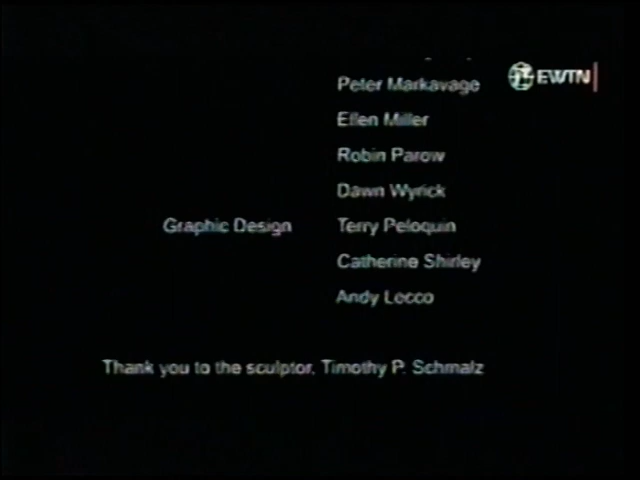 EWTN
Peter Markavage
Ellen Miller
Robin Parow
Dawn Wyrick
Graphic Design Terry Peloquin
Catherine Shirley
Andy Lecco
Thank you to the sculptor, Timothy P. Schmalz